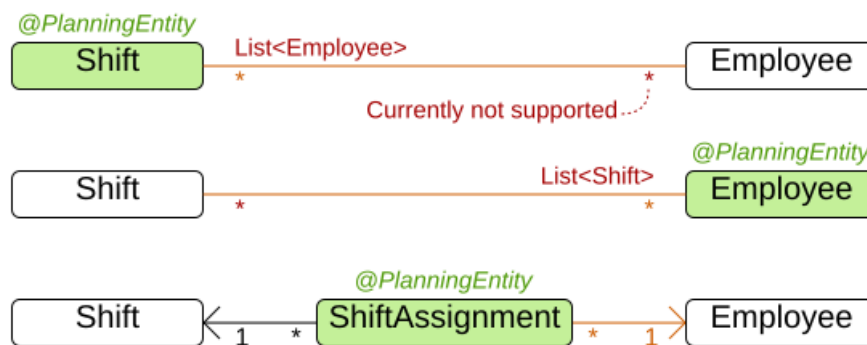 @PlanningEntity
Shift List<Employee> Employee
* *
Currently not supported
@PlanningEntity
Shift List<Shift> Employee
* *
@PlanningEntity
Shift ShiftAssignment Employee
1 * * 1